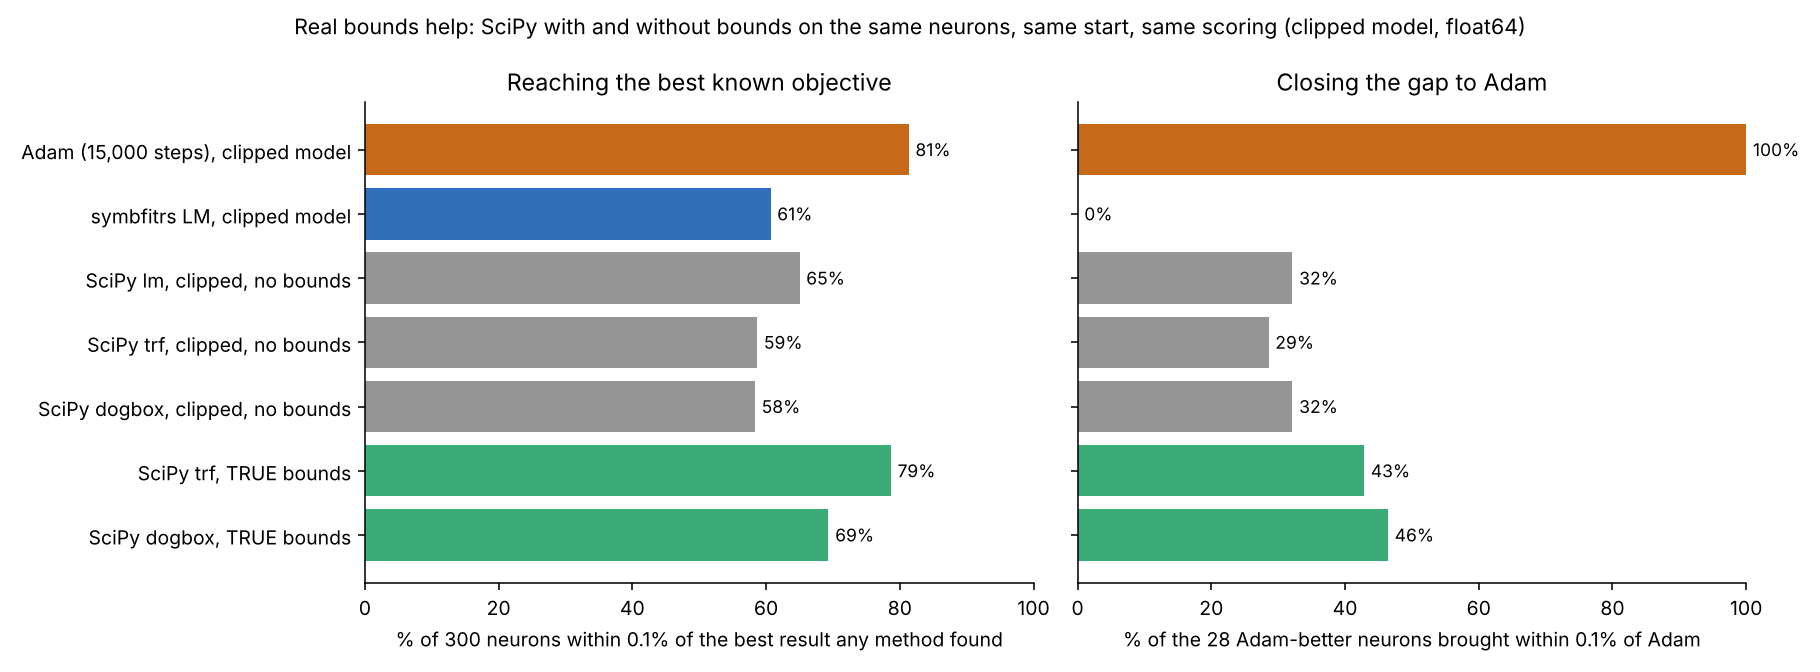 Real bounds help: SciPy with and without bounds on the same neurons, same start, same scoring (clipped model, float64)
Reaching the best known objective
Adam (15,000 steps), clipped model
81%
symbfitrs LM, clipped model
61%
SciPy lm, clipped, no bounds
65%
SciPy trf, clipped, no bounds
59%
SciPy dogbox, clipped, no bounds
58%
SciPy trf, TRUE bounds
79%
SciPy dogbox, TRUE bounds
69%
0 20 40 60 80 100
% of 300 neurons within 0.1% of the best result any method found
Closing the gap to Adam
100%
0%
32%
29%
32%
43%
46%
0 20 40 60 80 100
% of the 28 Adam-better neurons brought within 0.1% of Adam